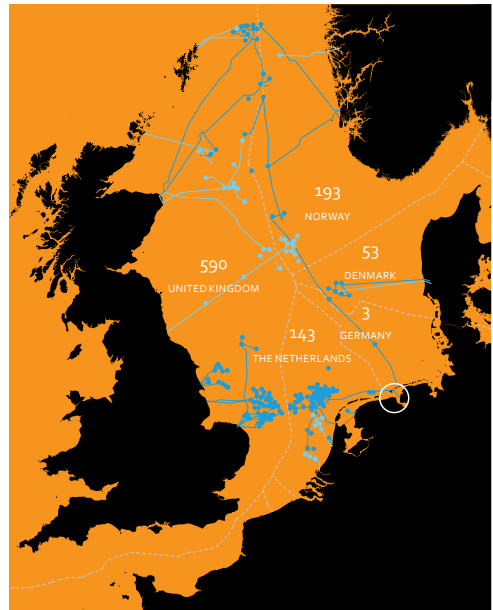 193
NORWAY
53
DENMARK
590
UNITED KINGDOM
3
GERMANY
143
THE NETHERLANDS